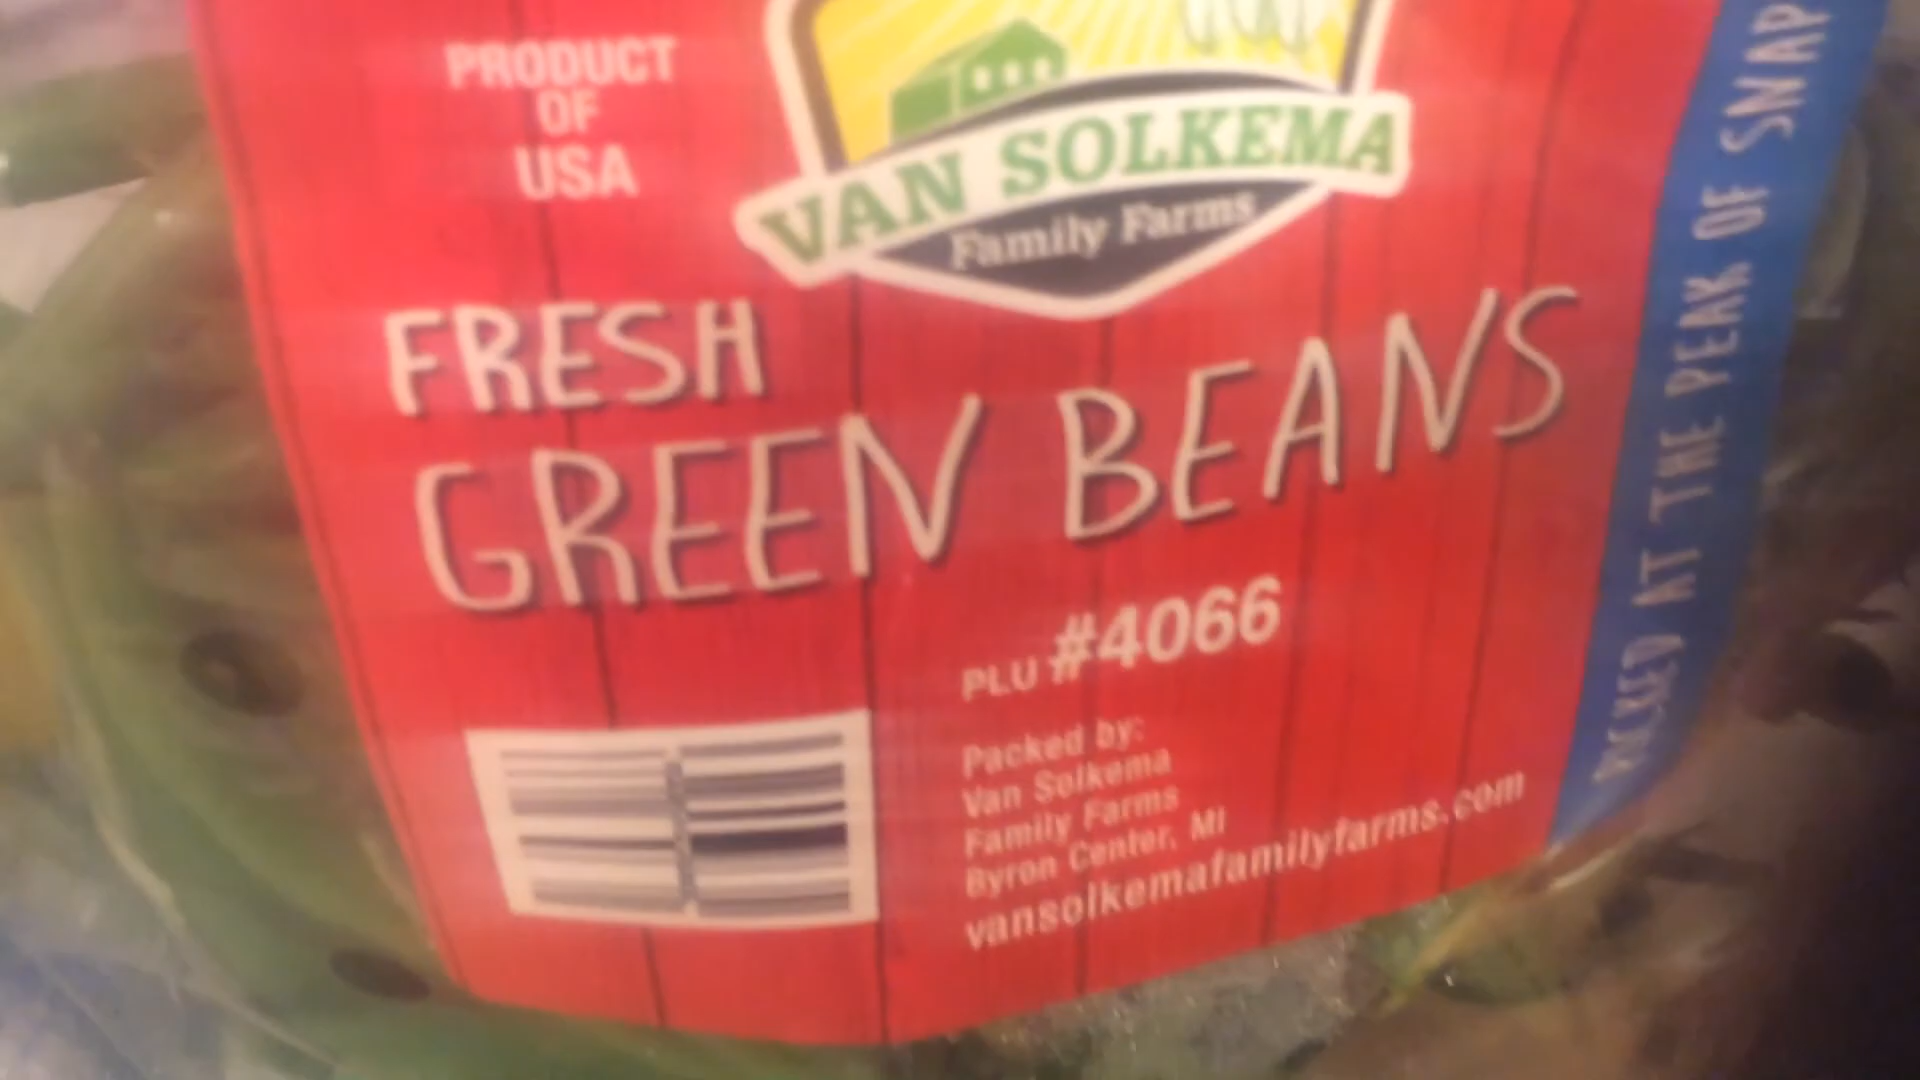 PRODUCT
OF
USA
VAN SOLKEMA
Family Farms
FRESH
GREEN BEANS
PLU #4066
Packed by:
Van Solkema
Family Farms
Byron Center, MI
vansolkemafamilyfarms.com
PICKED AT THE PEAK OF SNAP